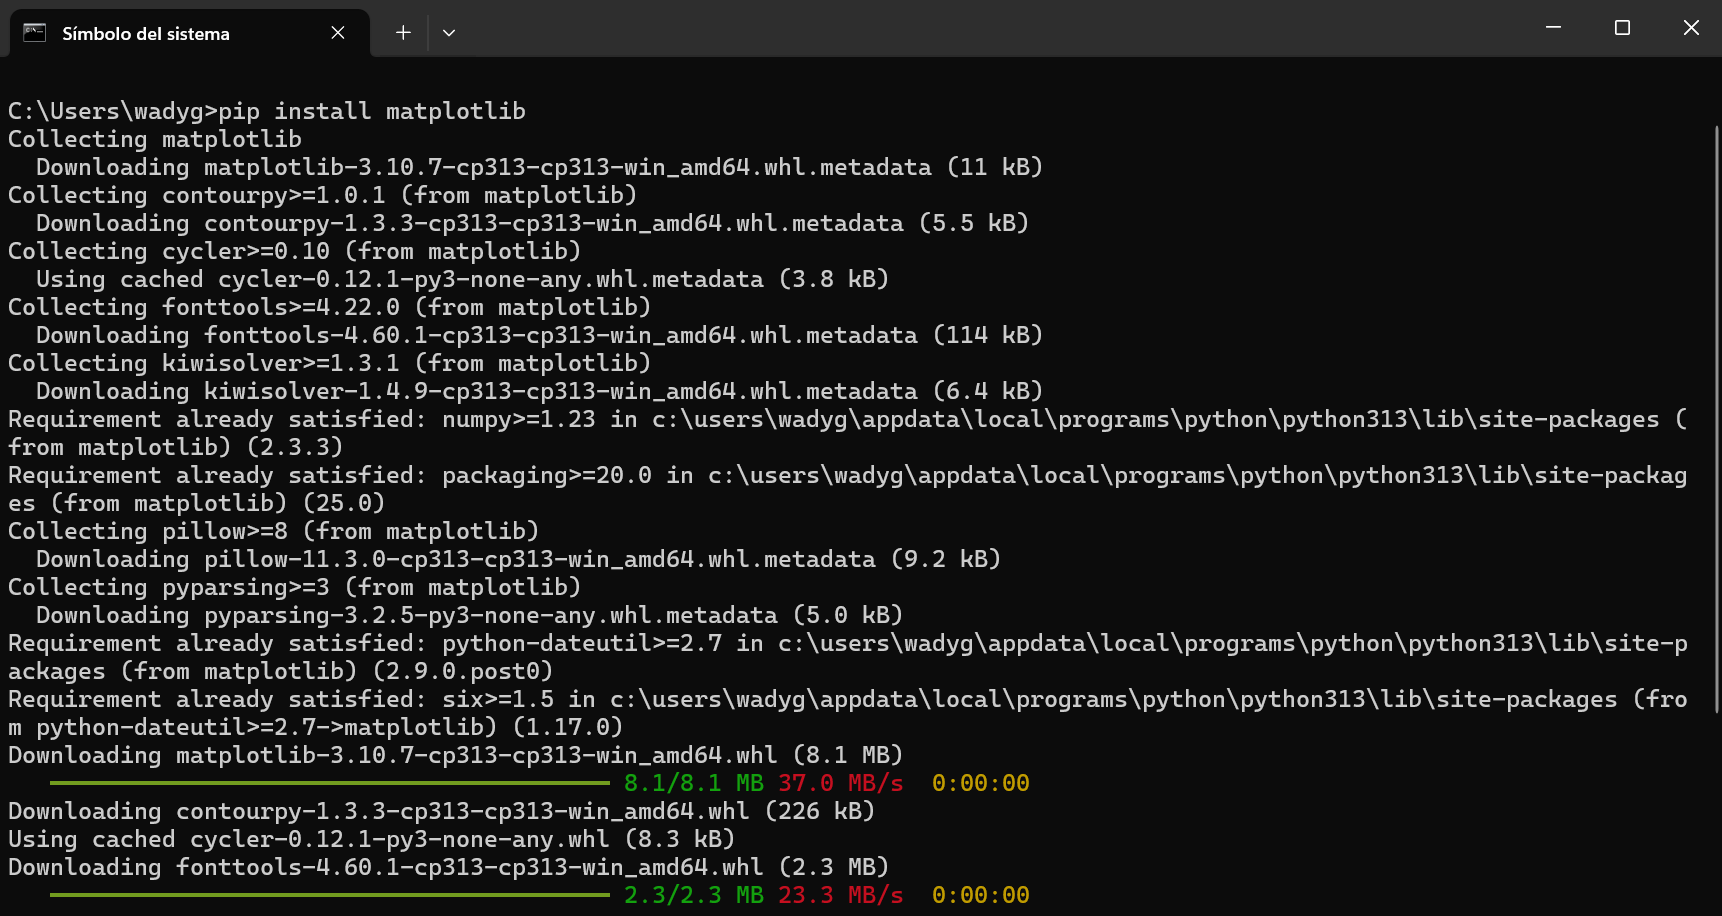 Símbolo del sistema
C:\Users\wadyg>pip install matplotlib
Collecting matplotlib
  Downloading matplotlib-3.10.7-cp313-cp313-win_amd64.whl.metadata (11 kB)
Collecting contourpy>=1.0.1 (from matplotlib)
  Downloading contourpy-1.3.3-cp313-cp313-win_amd64.whl.metadata (5.5 kB)
Collecting cycler>=0.10 (from matplotlib)
  Using cached cycler-0.12.1-py3-none-any.whl.metadata (3.8 kB)
Collecting fonttools>=4.22.0 (from matplotlib)
  Downloading fonttools-4.60.1-cp313-cp313-win_amd64.whl.metadata (114 kB)
Collecting kiwisolver>=1.3.1 (from matplotlib)
  Downloading kiwisolver-1.4.9-cp313-cp313-win_amd64.whl.metadata (6.4 kB)
Requirement already satisfied: numpy>=1.23 in c:\users\wadyg\appdata\local\programs\python\python313\lib\site-packages (
from matplotlib) (2.3.3)
Requirement already satisfied: packaging>=20.0 in c:\users\wadyg\appdata\local\programs\python\python313\lib\site-packag
es (from matplotlib) (25.0)
Collecting pillow>=8 (from matplotlib)
  Downloading pillow-11.3.0-cp313-cp313-win_amd64.whl.metadata (9.2 kB)
Collecting pyparsing>=3 (from matplotlib)
  Downloading pyparsing-3.2.5-py3-none-any.whl.metadata (5.0 kB)
Requirement already satisfied: python-dateutil>=2.7 in c:\users\wadyg\appdata\local\programs\python\python313\lib\site-p
ackages (from matplotlib) (2.9.0.post0)
Requirement already satisfied: six>=1.5 in c:\users\wadyg\appdata\local\programs\python\python313\lib\site-packages (fro
m python-dateutil>=2.7->matplotlib) (1.17.0)
Downloading matplotlib-3.10.7-cp313-cp313-win_amd64.whl (8.1 MB)
8.1/8.1 MB 37.0 MB/s  0:00:00
Downloading contourpy-1.3.3-cp313-cp313-win_amd64.whl (226 kB)
Using cached cycler-0.12.1-py3-none-any.whl (8.3 kB)
Downloading fonttools-4.60.1-cp313-cp313-win_amd64.whl (2.3 MB)
2.3/2.3 MB 23.3 MB/s  0:00:00